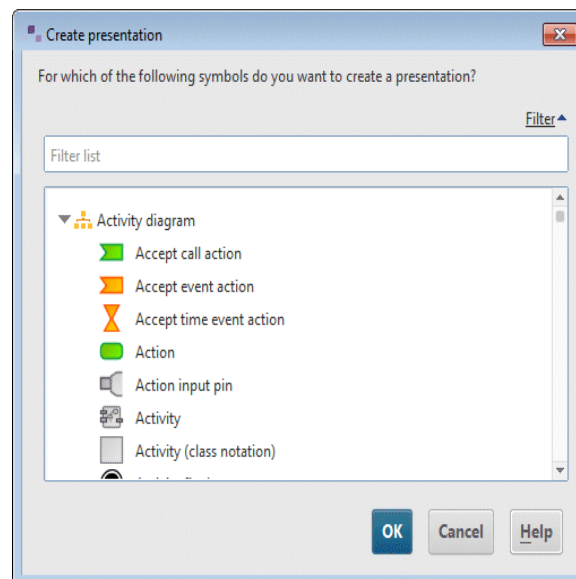 Create presentation
For which of the following symbols do you want to create a presentation?
Filter
Filter list
Activity diagram
Accept call action
Accept event action
Accept time event action
Action
Action input pin
Activity
Activity (class notation)
OK Cancel Help